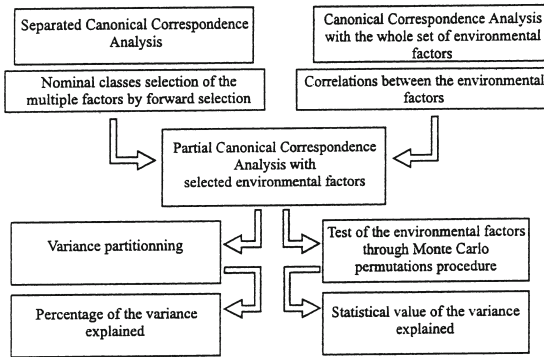 Separated Canonical Correspondence
Analysis
Canonical Correspondence Analysis
with the whole set of environmental
factors
Nominal classes selection of the
multiple factors by forward selection
Correlations between the environmental
factors
Partial Canonical Correspondence
Analysis with
selected environmental factors
Variance partitionning
Test of the environmental factors
through Monte Carlo
permutations procedure
Percentage of the variance
explained
Statistical value of the variance
explained